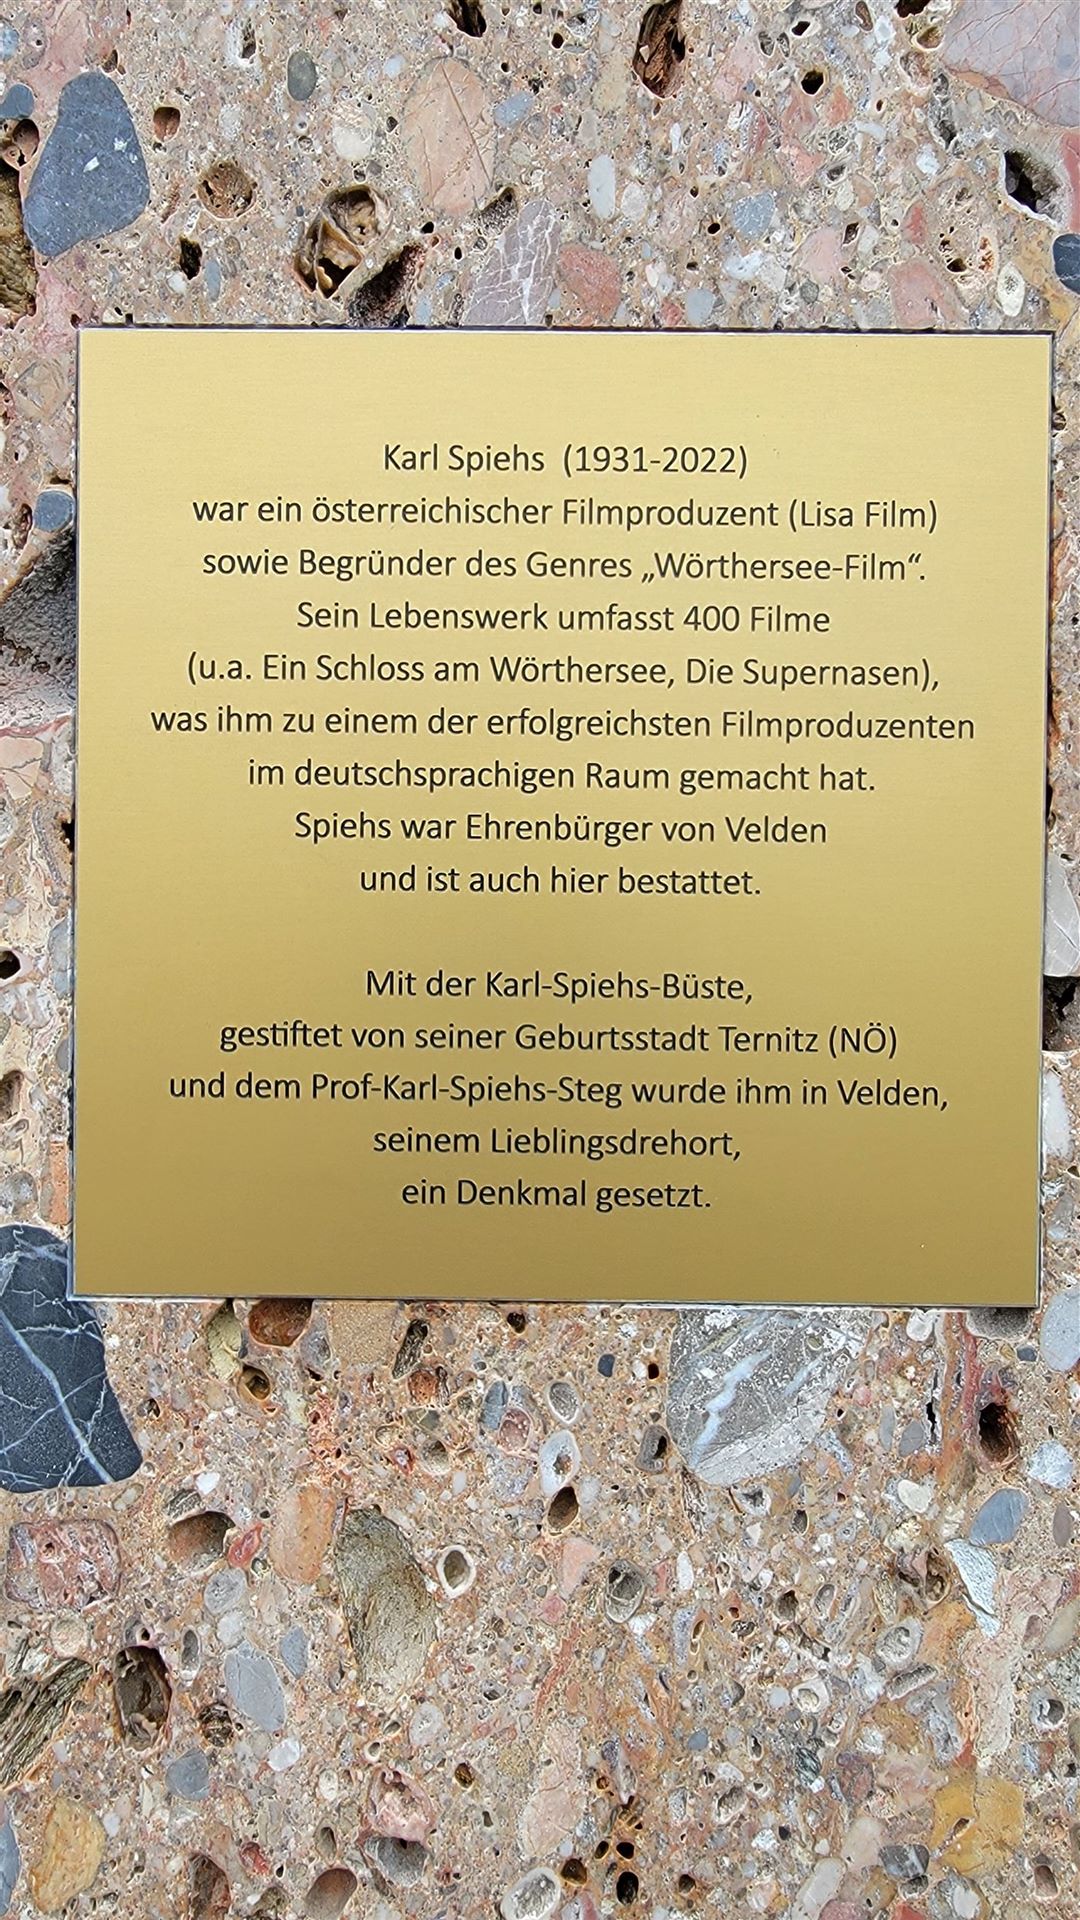 Karl Spiehs (1931-2022)
war ein österreichischer Filmproduzent (Lisa Film)
sowie Begründer des Genres „Wörthersee-Film“.
Sein Lebenswerk umfasst 400 Filme
(u.a. Ein Schloss am Wörthersee, Die Supernasen),
was ihm zu einem der erfolgreichsten Filmproduzenten
im deutschsprachigen Raum gemacht hat.
Spiehs war Ehrenbürger von Velden
und ist auch hier bestattet.
Mit der Karl-Spiehs-Büste,
gestiftet von seiner Geburtsstadt Ternitz (NÖ)
und dem Prof-Karl-Spiehs-Steg wurde ihm in Velden,
seinem Lieblingsdrehort,
ein Denkmal gesetzt.